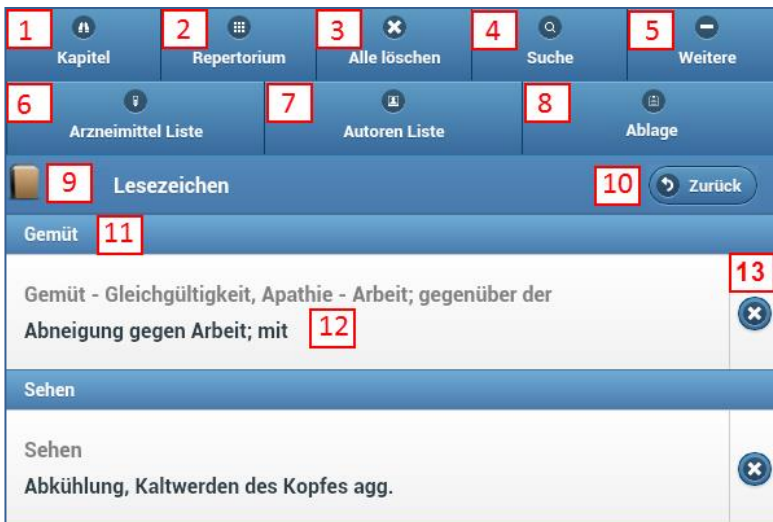 1 Kapitel 2 Repertorium 3 Alle löschen 4 Suche 5 Weitere
6 Arzneimittel Liste 7 Autoren Liste 8 Ablage
9 Lesezeichen 10 Zurück
Gemüt 11
13
Gemüt - Gleichgültigkeit, Apathie - Arbeit; gegenüber der
Abneigung gegen Arbeit; mit 12
Sehen
Sehen
Abkühlung, Kaltwerden des Kopfes agg.